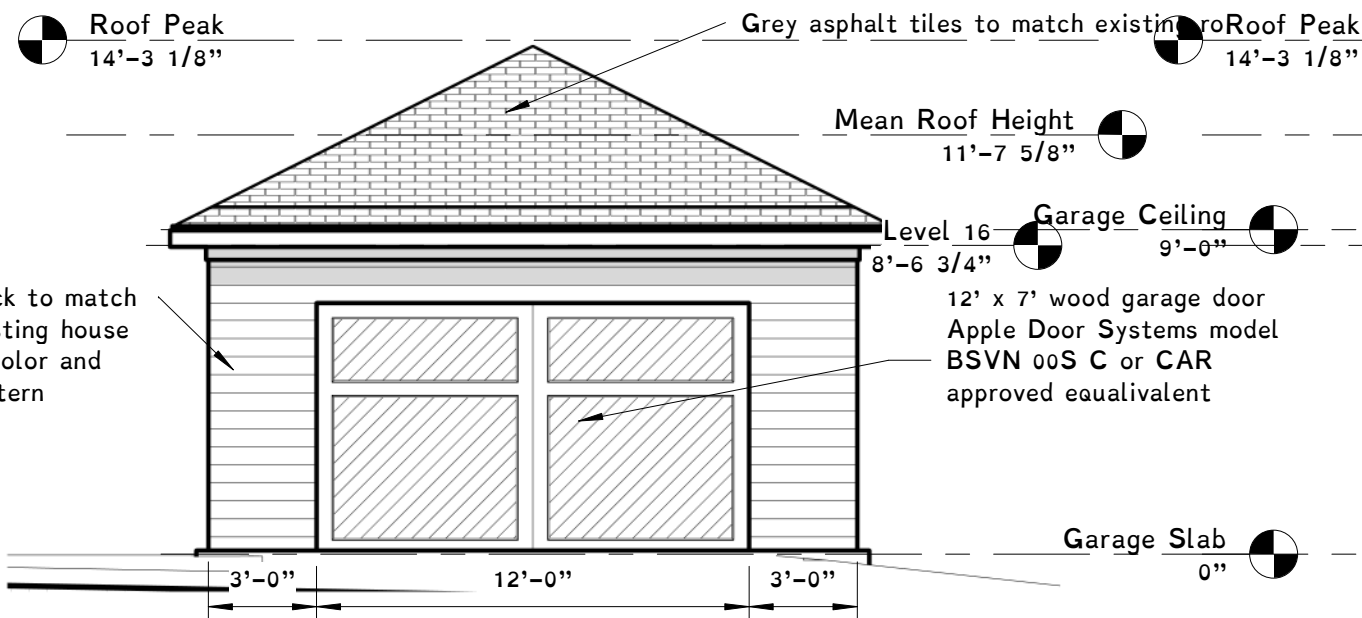 Roof Peak
14’–3 1/8”
Grey asphalt tiles to match existing ro
Roof Peak
14’–3 1/8”
Mean Roof Height
11’–7 5/8”
Level 16
8’–6 3/4”
Garage Ceiling
9’–0”
ck to match
sting house
olor and
tern
12’ x 7’ wood garage door
Apple Door Systems model
BSVN 00S C or CAR
approved equalivalent
Garage Slab
0”
3’–0”
12’–0”
3’–0”